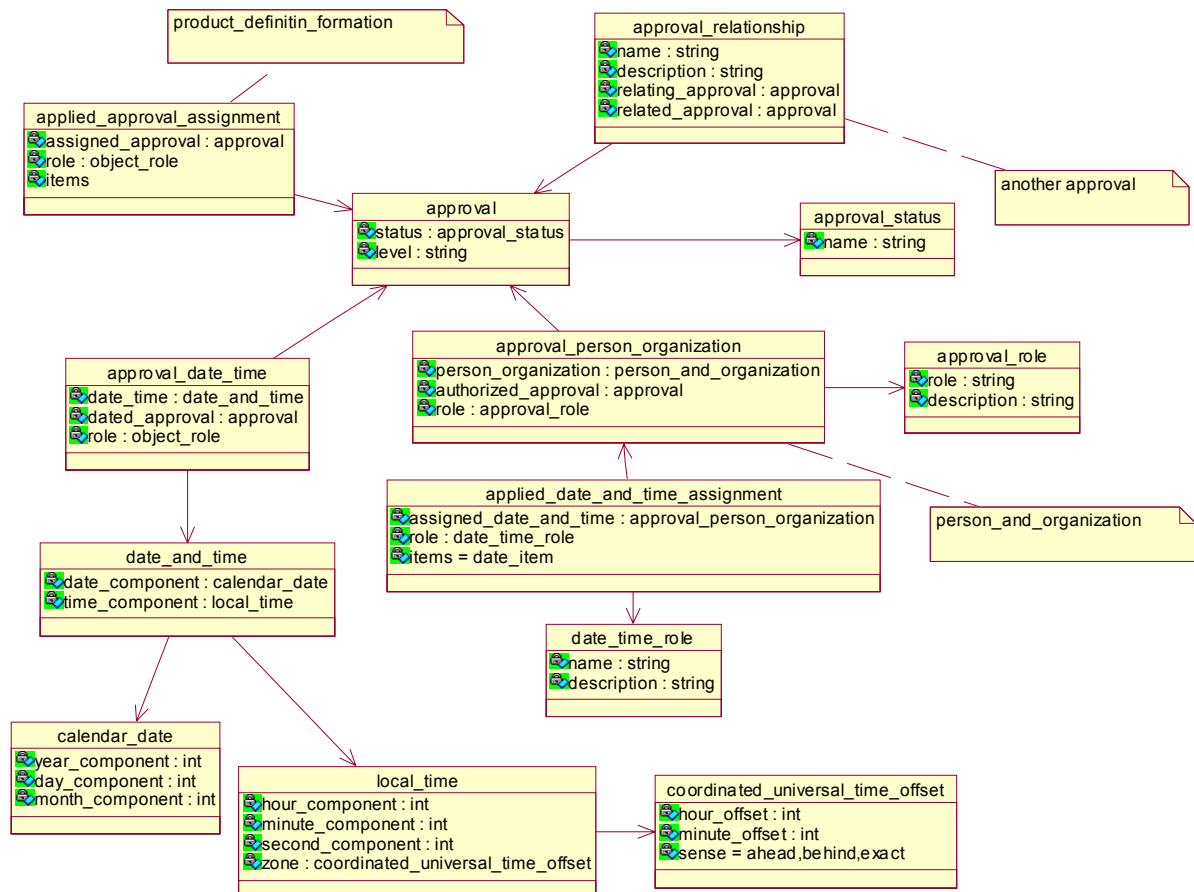 product_definitin_formation
approval_relationship
name : string
description : string
relating_approval : approval
related_approval : approval
applied_approval_assignment
assigned_approval : approval
role : object_role
items
another approval
approval
status : approval_status
level : string
approval_status
name : string
approval_person_organization
person_organization : person_and_organization
authorized_approval : approval
role : approval_role
approval_role
role : string
description : string
approval_date_time
date_time : date_and_time
dated_approval : approval
role : object_role
applied_date_and_time_assignment
assigned_date_and_time : approval_person_organization
role : date_time_role
items = date_item
person_and_organization
date_and_time
date_component : calendar_date
time_component : local_time
date_time_role
name : string
description : string
calendar_date
year_component : int
day_component : int
month_component : int
local_time
hour_component : int
minute_component : int
second_component : int
zone : coordinated_universal_time_offset
coordinated_universal_time_offset
hour_offset : int
minute_offset : int
sense = ahead,behind,exact